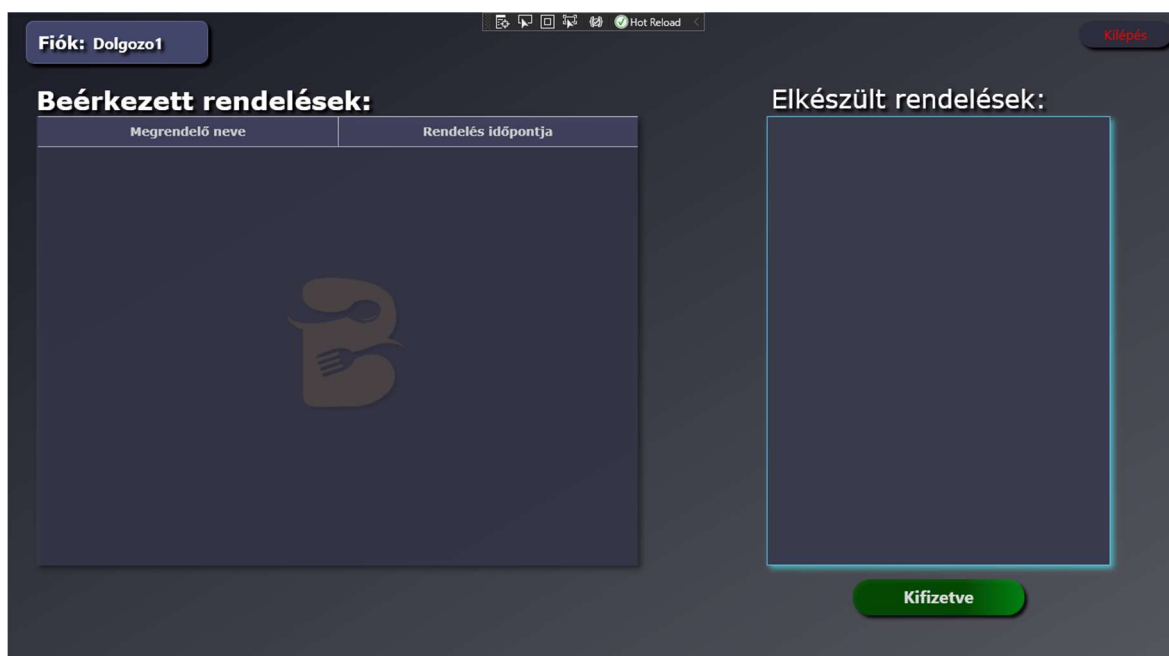 Hot Reload
Fiók: Dolgozo1
Kilépés
Beérkezett rendelések:
Elkészült rendelések:
Megrendelő neve
Rendelés időpontja
Kifizetve